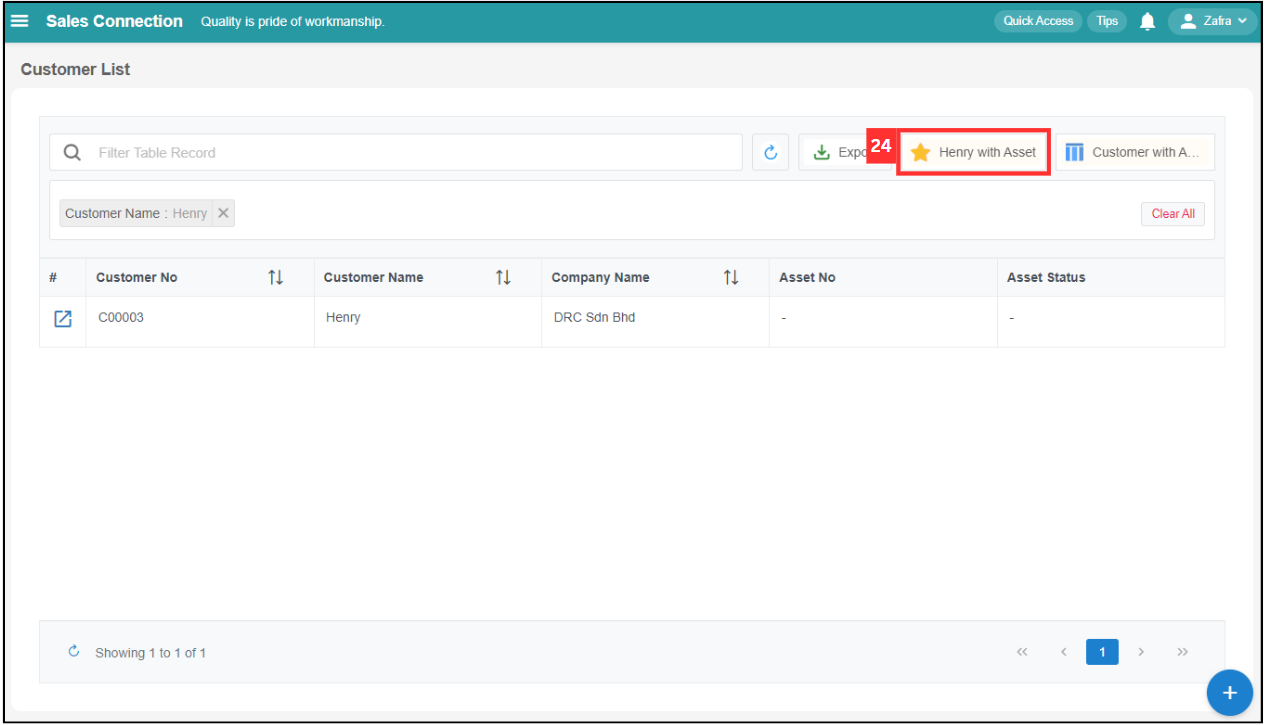 Sales Connection Quality is pride of workmanship. Quick Access Tips Zafra
Customer List
Filter Table Record Expo 24 Henry with Asset Customer with A...
Customer Name : Henry Clear All
# Customer No Customer Name Company Name Asset No Asset Status
C00003 Henry DRC Sdn Bhd - -
Showing 1 to 1 of 1 << < 1 > >>
+